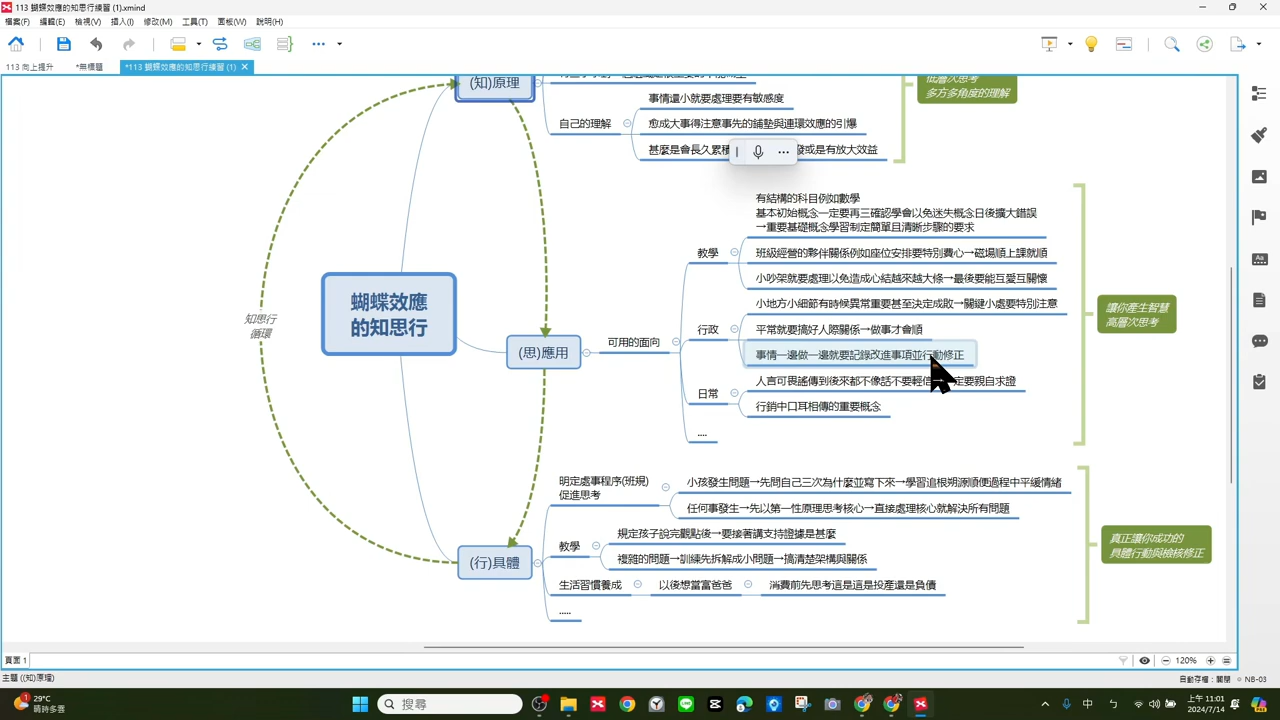 113 蝴蝶效應的知思行練習 (1).xmind
檔案(F) 編輯(E) 檢視(V) 插入(I) 修改(M) 工具(T) 面板(W) 說明(H)
113 向上提升 *無標題 *113 蝴蝶效應的知思行練習 (1)
(知)原理
低層次思考
多方多角度的理解
自己的理解
事情還小就要處理要有敏感度
愈成大事得注意事先的鋪墊與連環效應的引爆
甚麼是會長久累積
發或是有放大效益
蝴蝶效應
的知思行
知思行
循環
(思)應用
可用的面向
教學
有結構的科目例如數學
基本初始概念一定要再三確認學會以免迷失概念日後擴大錯誤
→重要基礎概念學習制定簡單且清晰步驟的要求
班級經營的夥伴關係例如座位安排要特別費心→磁場順上課就順
小吵架就要處理以免造成心結越來越大條→最後要能互愛互關懷
行政
小地方小細節有時候異常重要甚至決定成敗→關鍵小處要特別注意
平常就要搞好人際關係→做事才會順
事情一邊做一邊就要記錄改進事項並行動修正
日常
人言可畏謠傳到後來都不像話不要輕信
定要親自求證
行銷中口耳相傳的重要概念
....
讓你產生智慧
高層次思考
(行)具體
明定處事程序(班規)
促進思考
小孩發生問題→先問自己三次為什麼並寫下來→學習追根朔源順便過程中平緩情緒
任何事發生→先以第一性原理思考核心→直接處理核心就解決所有問題
教學
規定孩子說完觀點後→要接著講支持證據是甚麼
複雜的問題→訓練先拆解成小問題→搞清楚架構與關係
生活習慣養成
以後想當富爸爸
消費前先思考這是這是投產還是負債
.....
真正讓你成功的
具體行動與檢核修正
頁面 1
120%
主題 ((知)原理)
自動存檔：關閉 NB-03
29°C
晴時多雲
搜尋
中
上午 11:01
2024/7/14